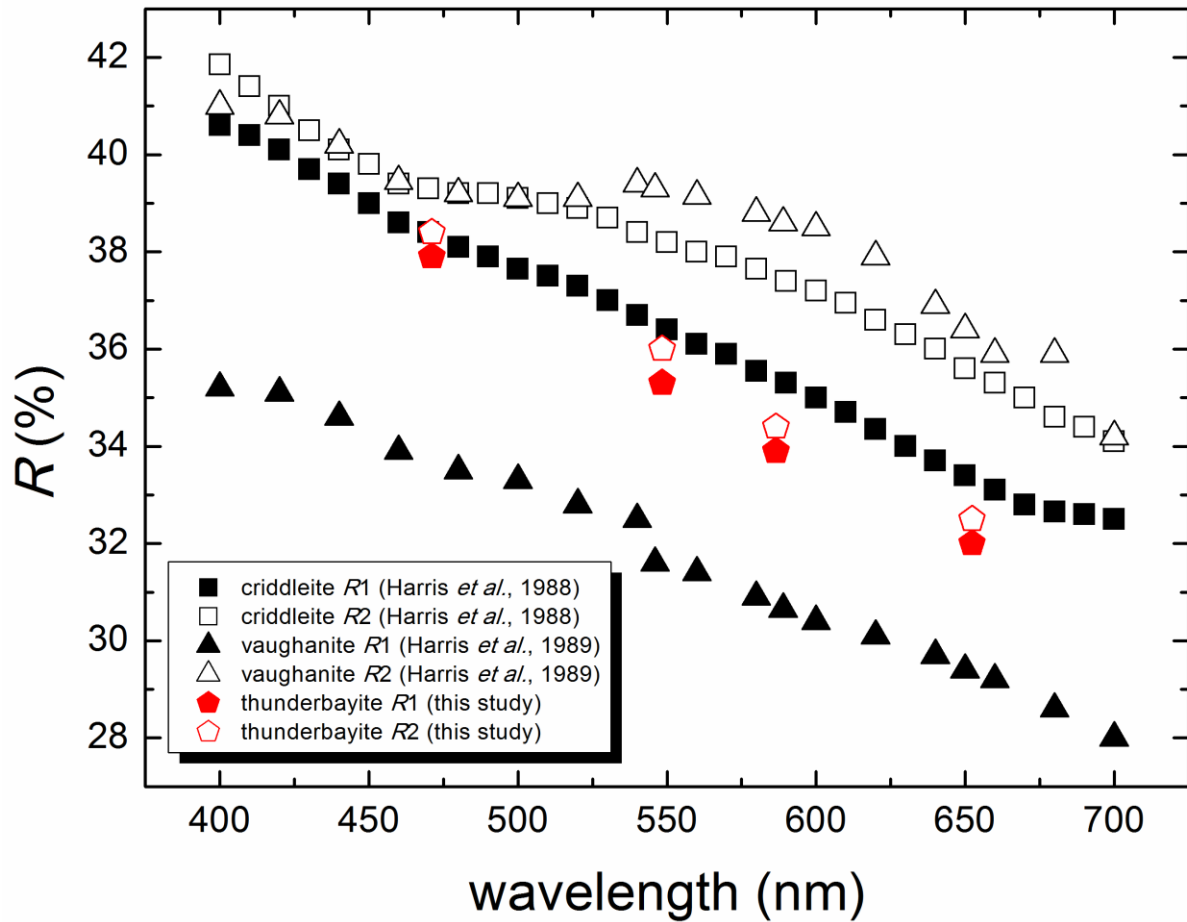 42
40
38
36
34
32
30
28
R (%)
criddleite R1 (Harris et al., 1988)
criddleite R2 (Harris et al., 1988)
vaughanite R1 (Harris et al., 1989)
vaughanite R2 (Harris et al., 1989)
thunderbayite R1 (this study)
thunderbayite R2 (this study)
400 450 500 550 600 650 700
wavelength (nm)